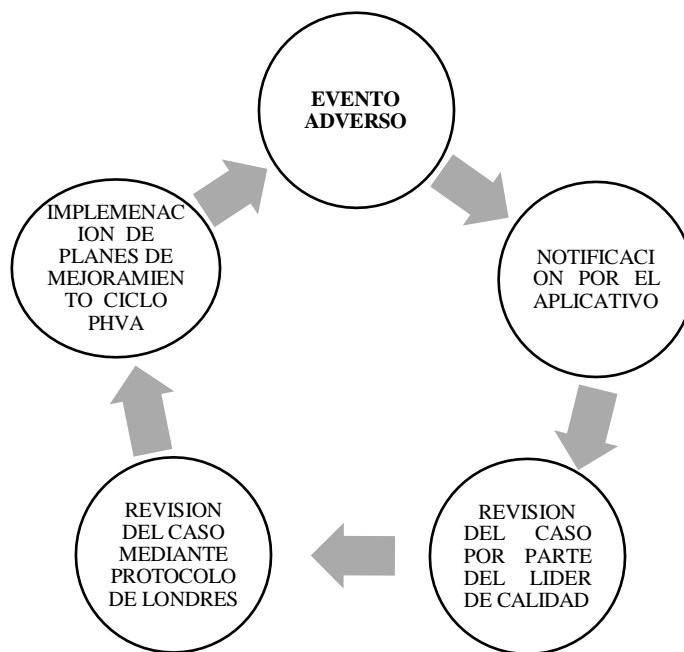 EVENTO
ADVERSO
NOTIFICACI
ON POR EL
APLICATIVO
REVISION
DEL CASO
POR PARTE
DEL LIDER
DE CALIDAD
REVISION
DEL CASO
MEDIANTE
PROTOCOLO
DE LONDRES
IMPLEMENAC
ION DE
PLANES DE
MEJORAMIEN
TO CICLO
PHVA